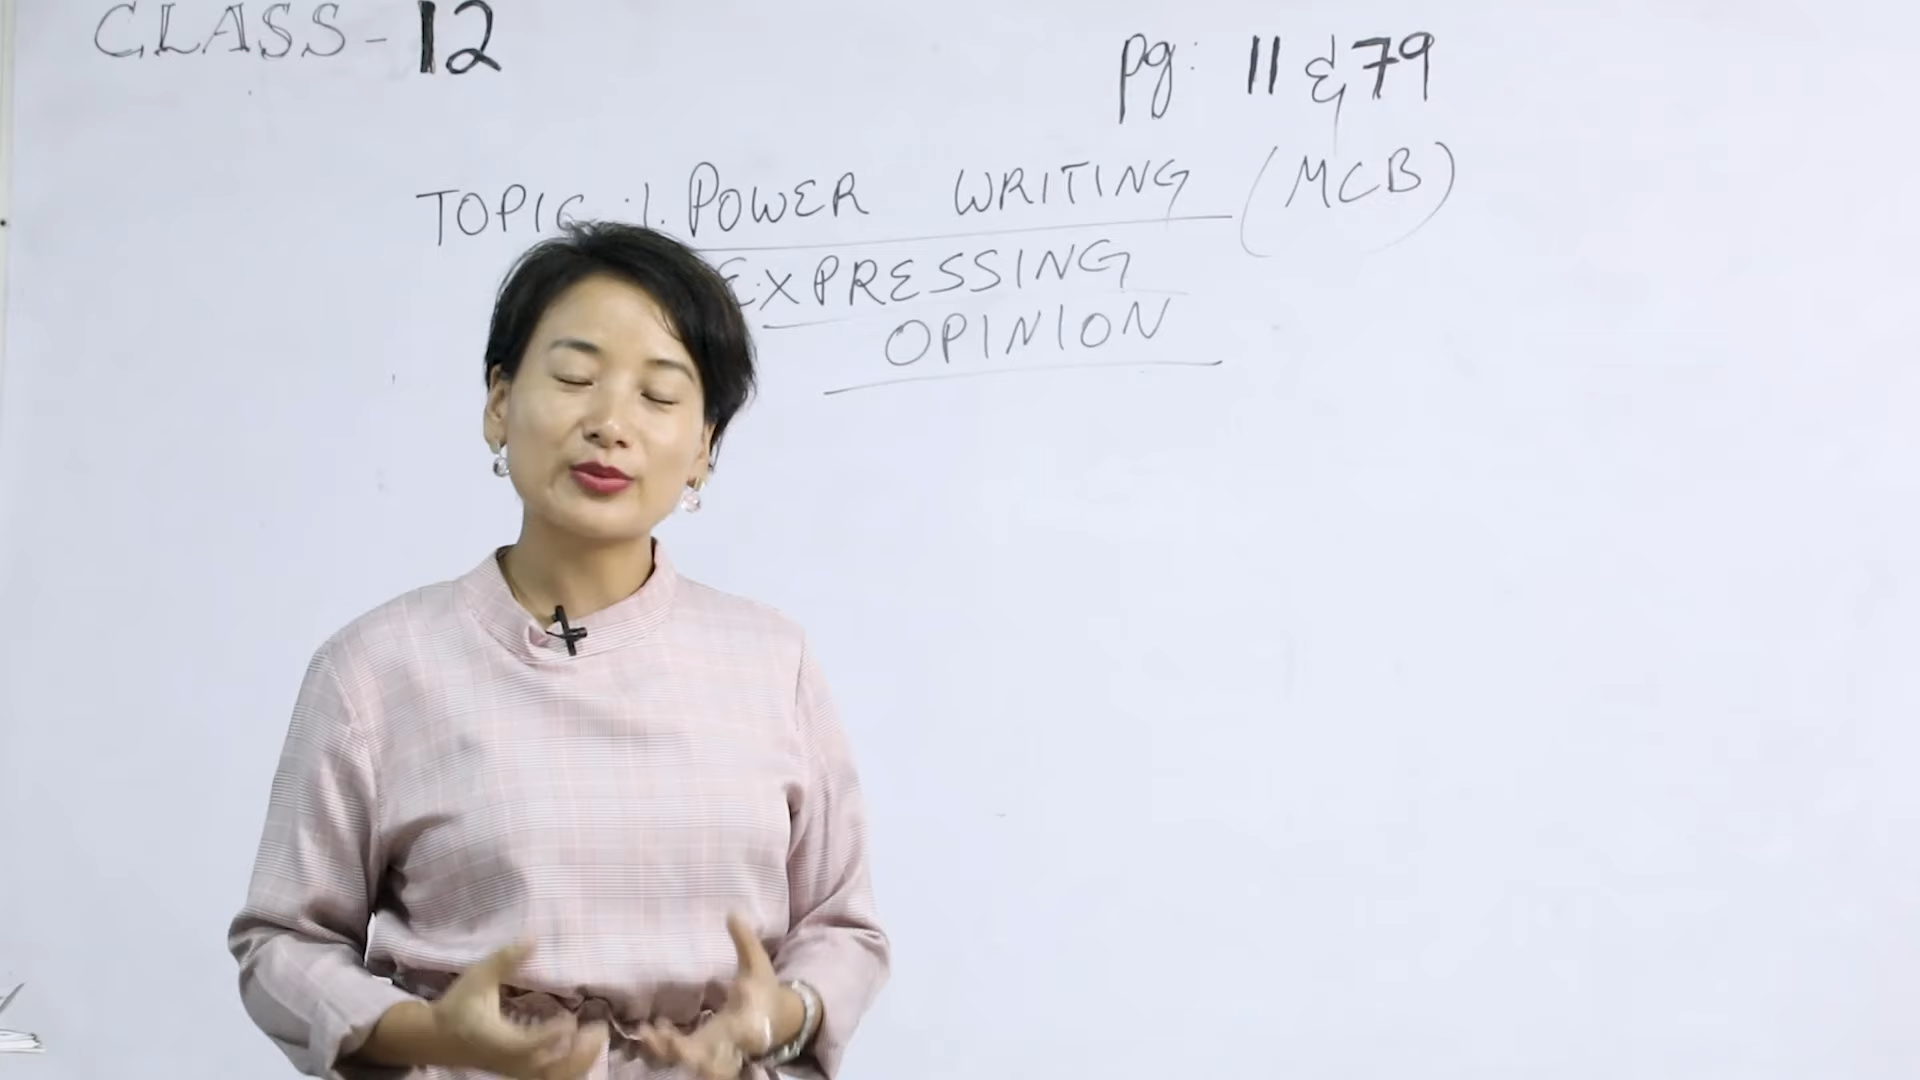 CLASS - 12
pg: 11 & 79
TOPIC :1. POWER WRITING (MCB)
EXPRESSING
OPINION